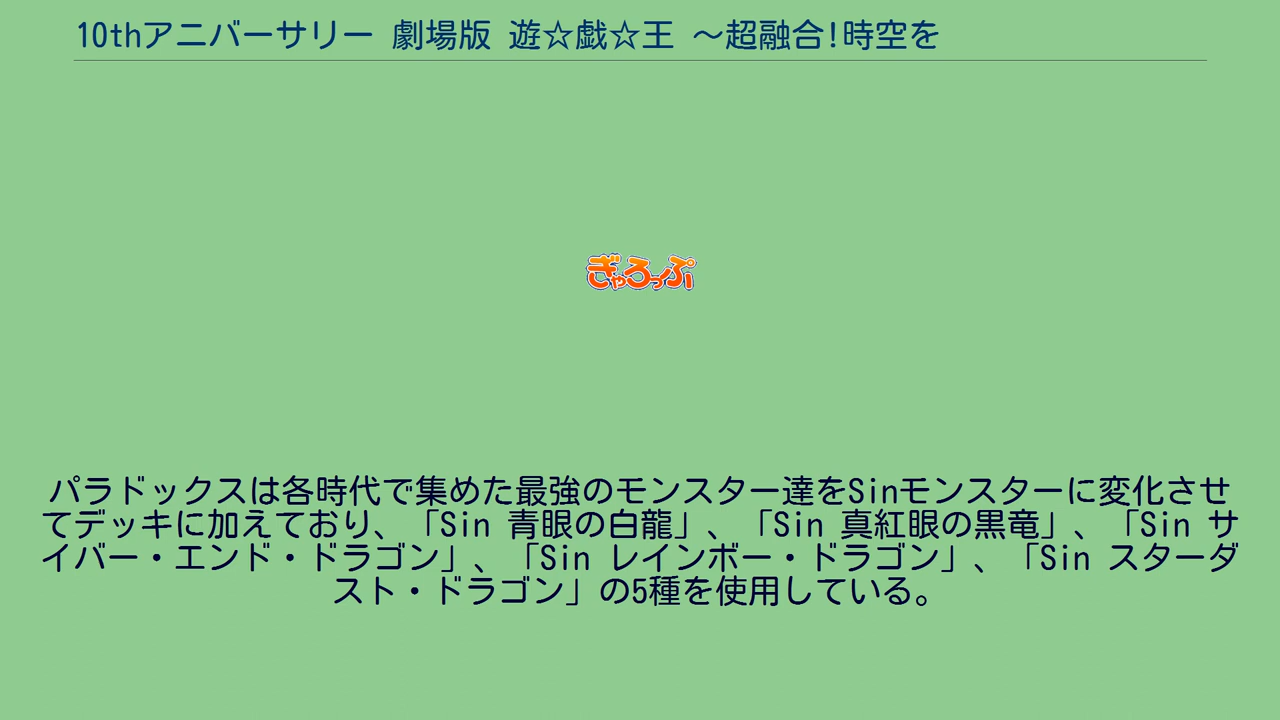 10thアニバーサリー 劇場版 遊☆戯☆王 ～超融合!時空を
ぎゃろっぷ
パラドックスは各時代で集めた最強のモンスター達をSinモンスターに変化させ
てデッキに加えており、「Sin 青眼の白龍」、「Sin 真紅眼の黒竜」、「Sin サ
イバー・エンド・ドラゴン」、「Sin レインボー・ドラゴン」、「Sin スターダ
スト・ドラゴン」の5種を使用している。